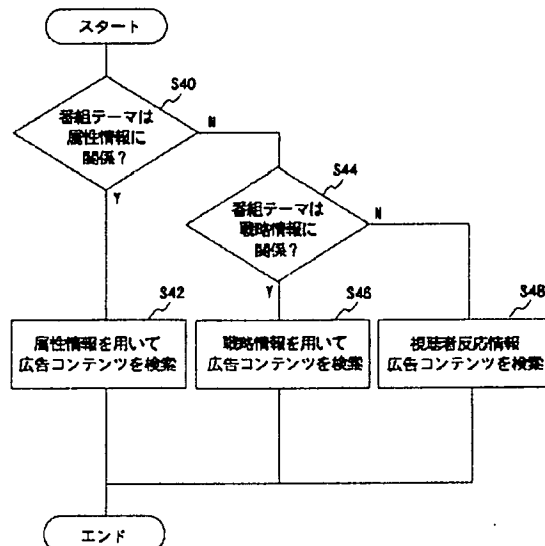 スタート
S40
番組テーマは
属性情報に
関係？
N
Y
S44
番組テーマは
戦略情報に
関係？
N
Y
S42
属性情報を用いて
広告コンテンツを検索
S46
戦略情報を用いて
広告コンテンツを検索
S48
視聴者反応情報
広告コンテンツを検索
エンド